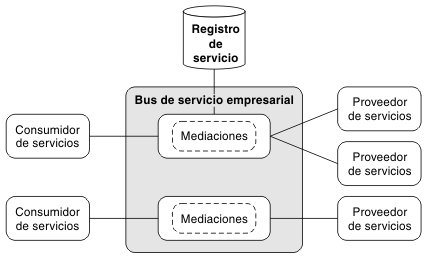 Registro
de
servicio
Bus de servicio empresarial
Consumidor
de servicios
Mediaciones
Proveedor
de servicios
Proveedor
de servicios
Consumidor
de servicios
Mediaciones
Proveedor
de servicios